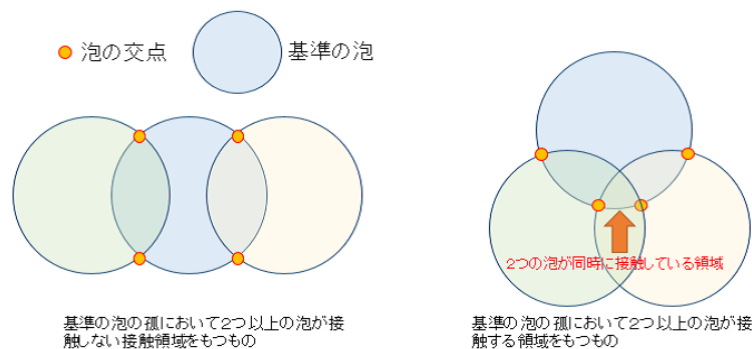 泡の交点
基準の泡
2つの泡が同時に接触している領域
基準の泡の孤において2つ以上の泡が接
触しない接触領域をもつもの
基準の泡の孤において2つ以上の泡が接
触する領域をもつもの